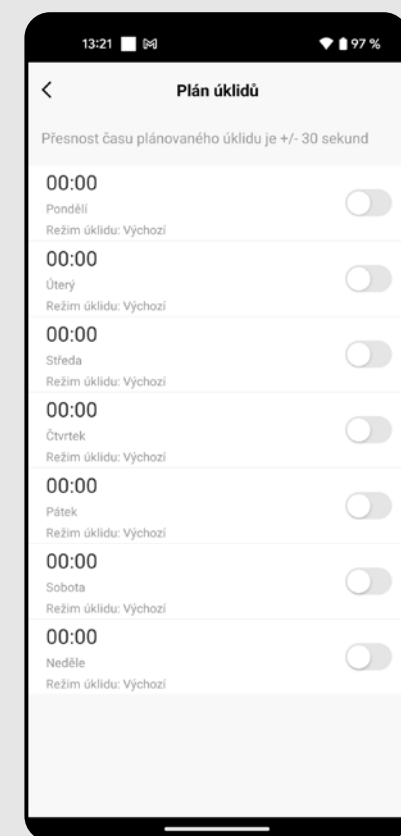 13:21 97 %
Plán úklidů
Přesnost času plánovaného úklidu je +/- 30 sekund
00:00
Pondělí
Režim úklidu: Výchozí
00:00
Úterý
Režim úklidu: Výchozí
00:00
Středa
Režim úklidu: Výchozí
00:00
Čtvrtek
Režim úklidu: Výchozí
00:00
Pátek
Režim úklidu: Výchozí
00:00
Sobota
Režim úklidu: Výchozí
00:00
Neděle
Režim úklidu: Výchozí